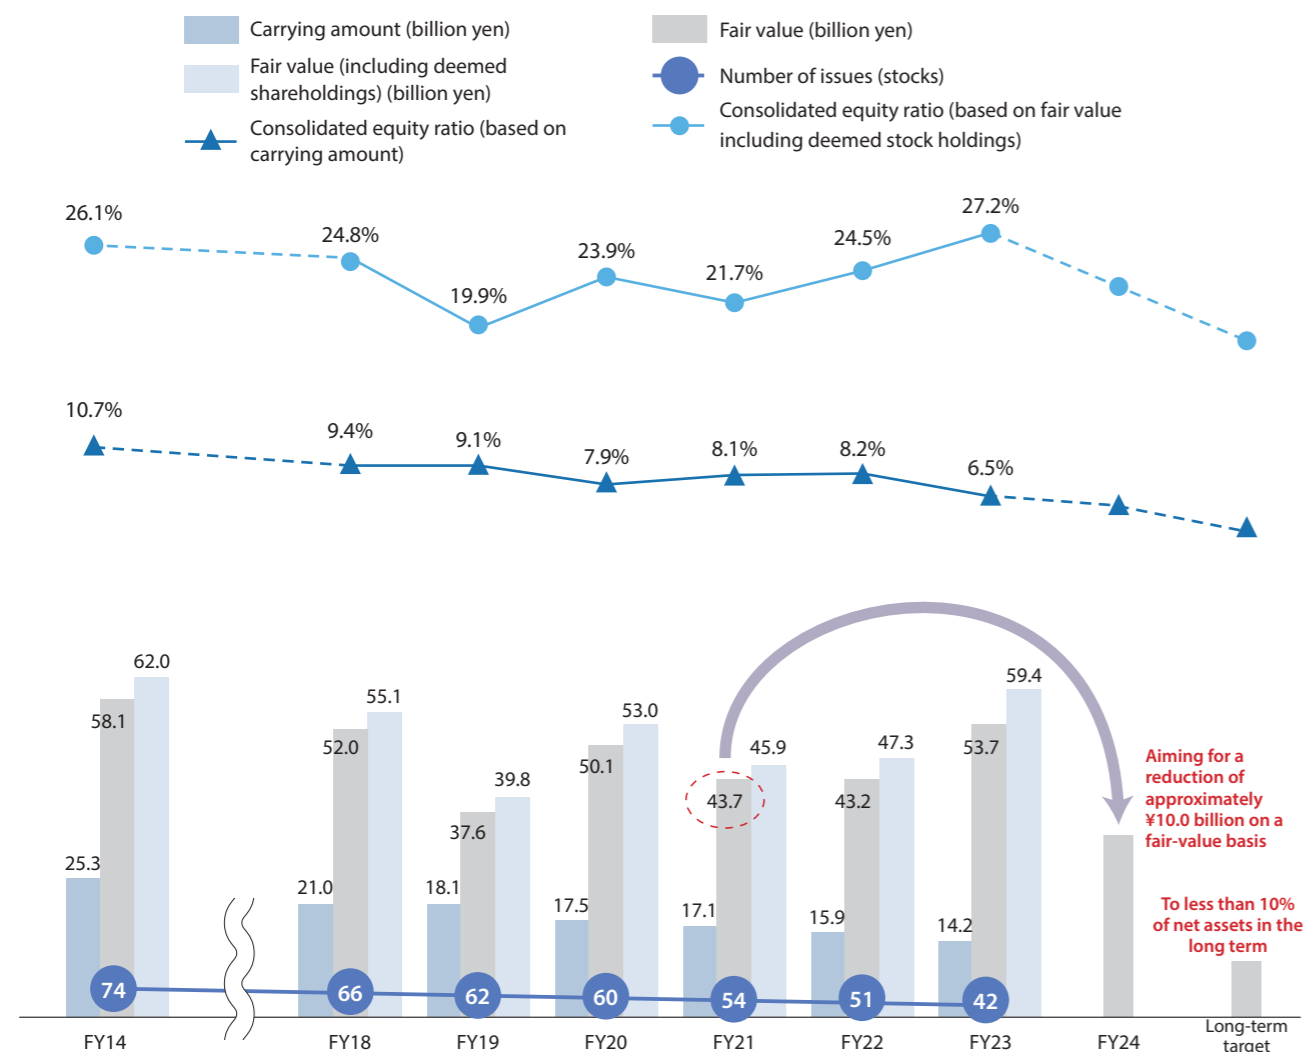 Carrying amount (billion yen)
Fair value (including deemed
shareholdings) (billion yen)
Consolidated equity ratio (based on
carrying amount)
Fair value (billion yen)
Number of issues (stocks)
Consolidated equity ratio (based on fair value
including deemed stock holdings)
26.1%
24.8%
19.9%
23.9%
21.7%
24.5%
27.2%
10.7%
9.4%
9.1%
7.9%
8.1%
8.2%
6.5%
25.3
58.1
62.0
21.0
52.0
55.1
18.1
37.6
39.8
17.5
50.1
53.0
17.1
43.7
45.9
15.9
43.2
47.3
14.2
53.7
59.4
Aiming for a
reduction of
approximately
¥10.0 billion on a
fair-value basis
To less than 10%
of net assets in the
long term
74
66
62
60
54
51
42
FY14
FY18
FY19
FY20
FY21
FY22
FY23
FY24
Long-term
target